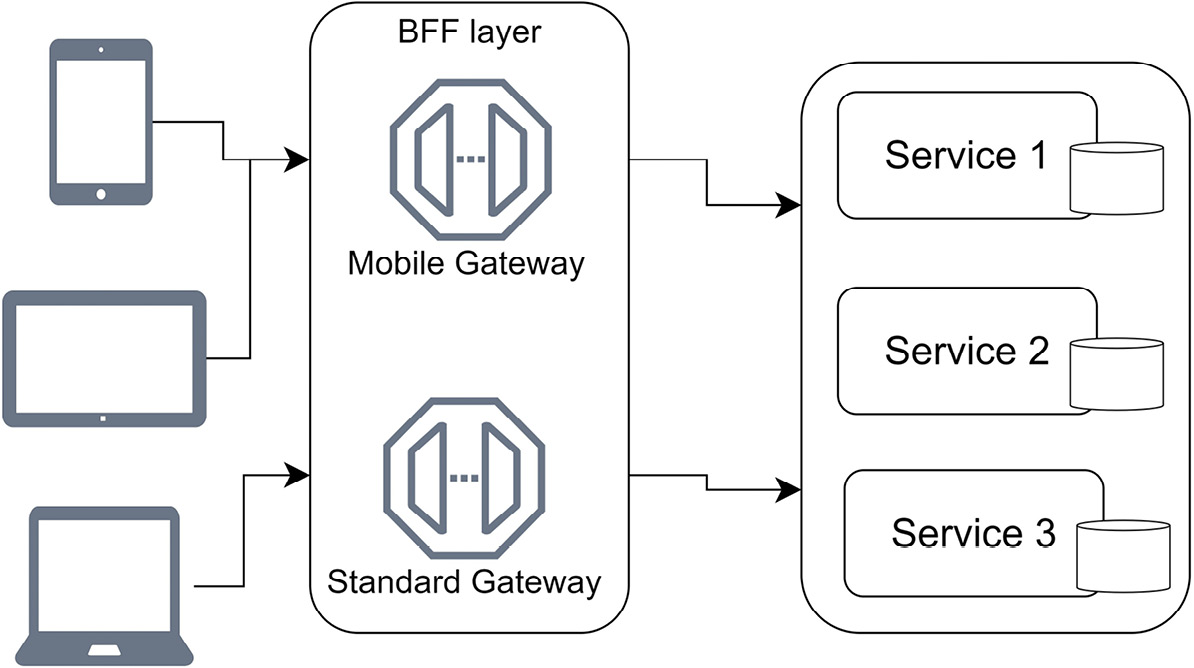 BFF layer
Mobile Gateway
Standard Gateway
Service 1
Service 2
Service 3